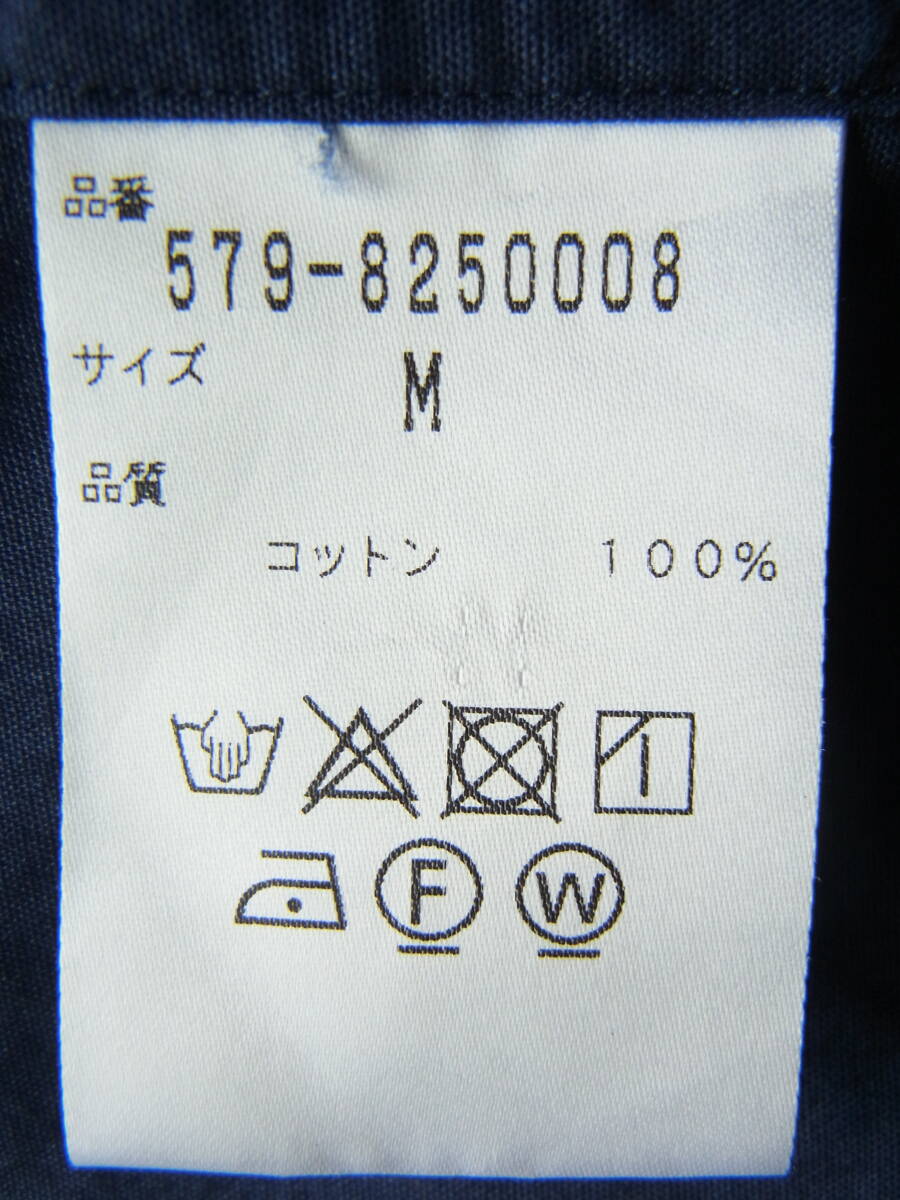 品番
579-8250008
サイズ M
品質
コットン 100%
F W